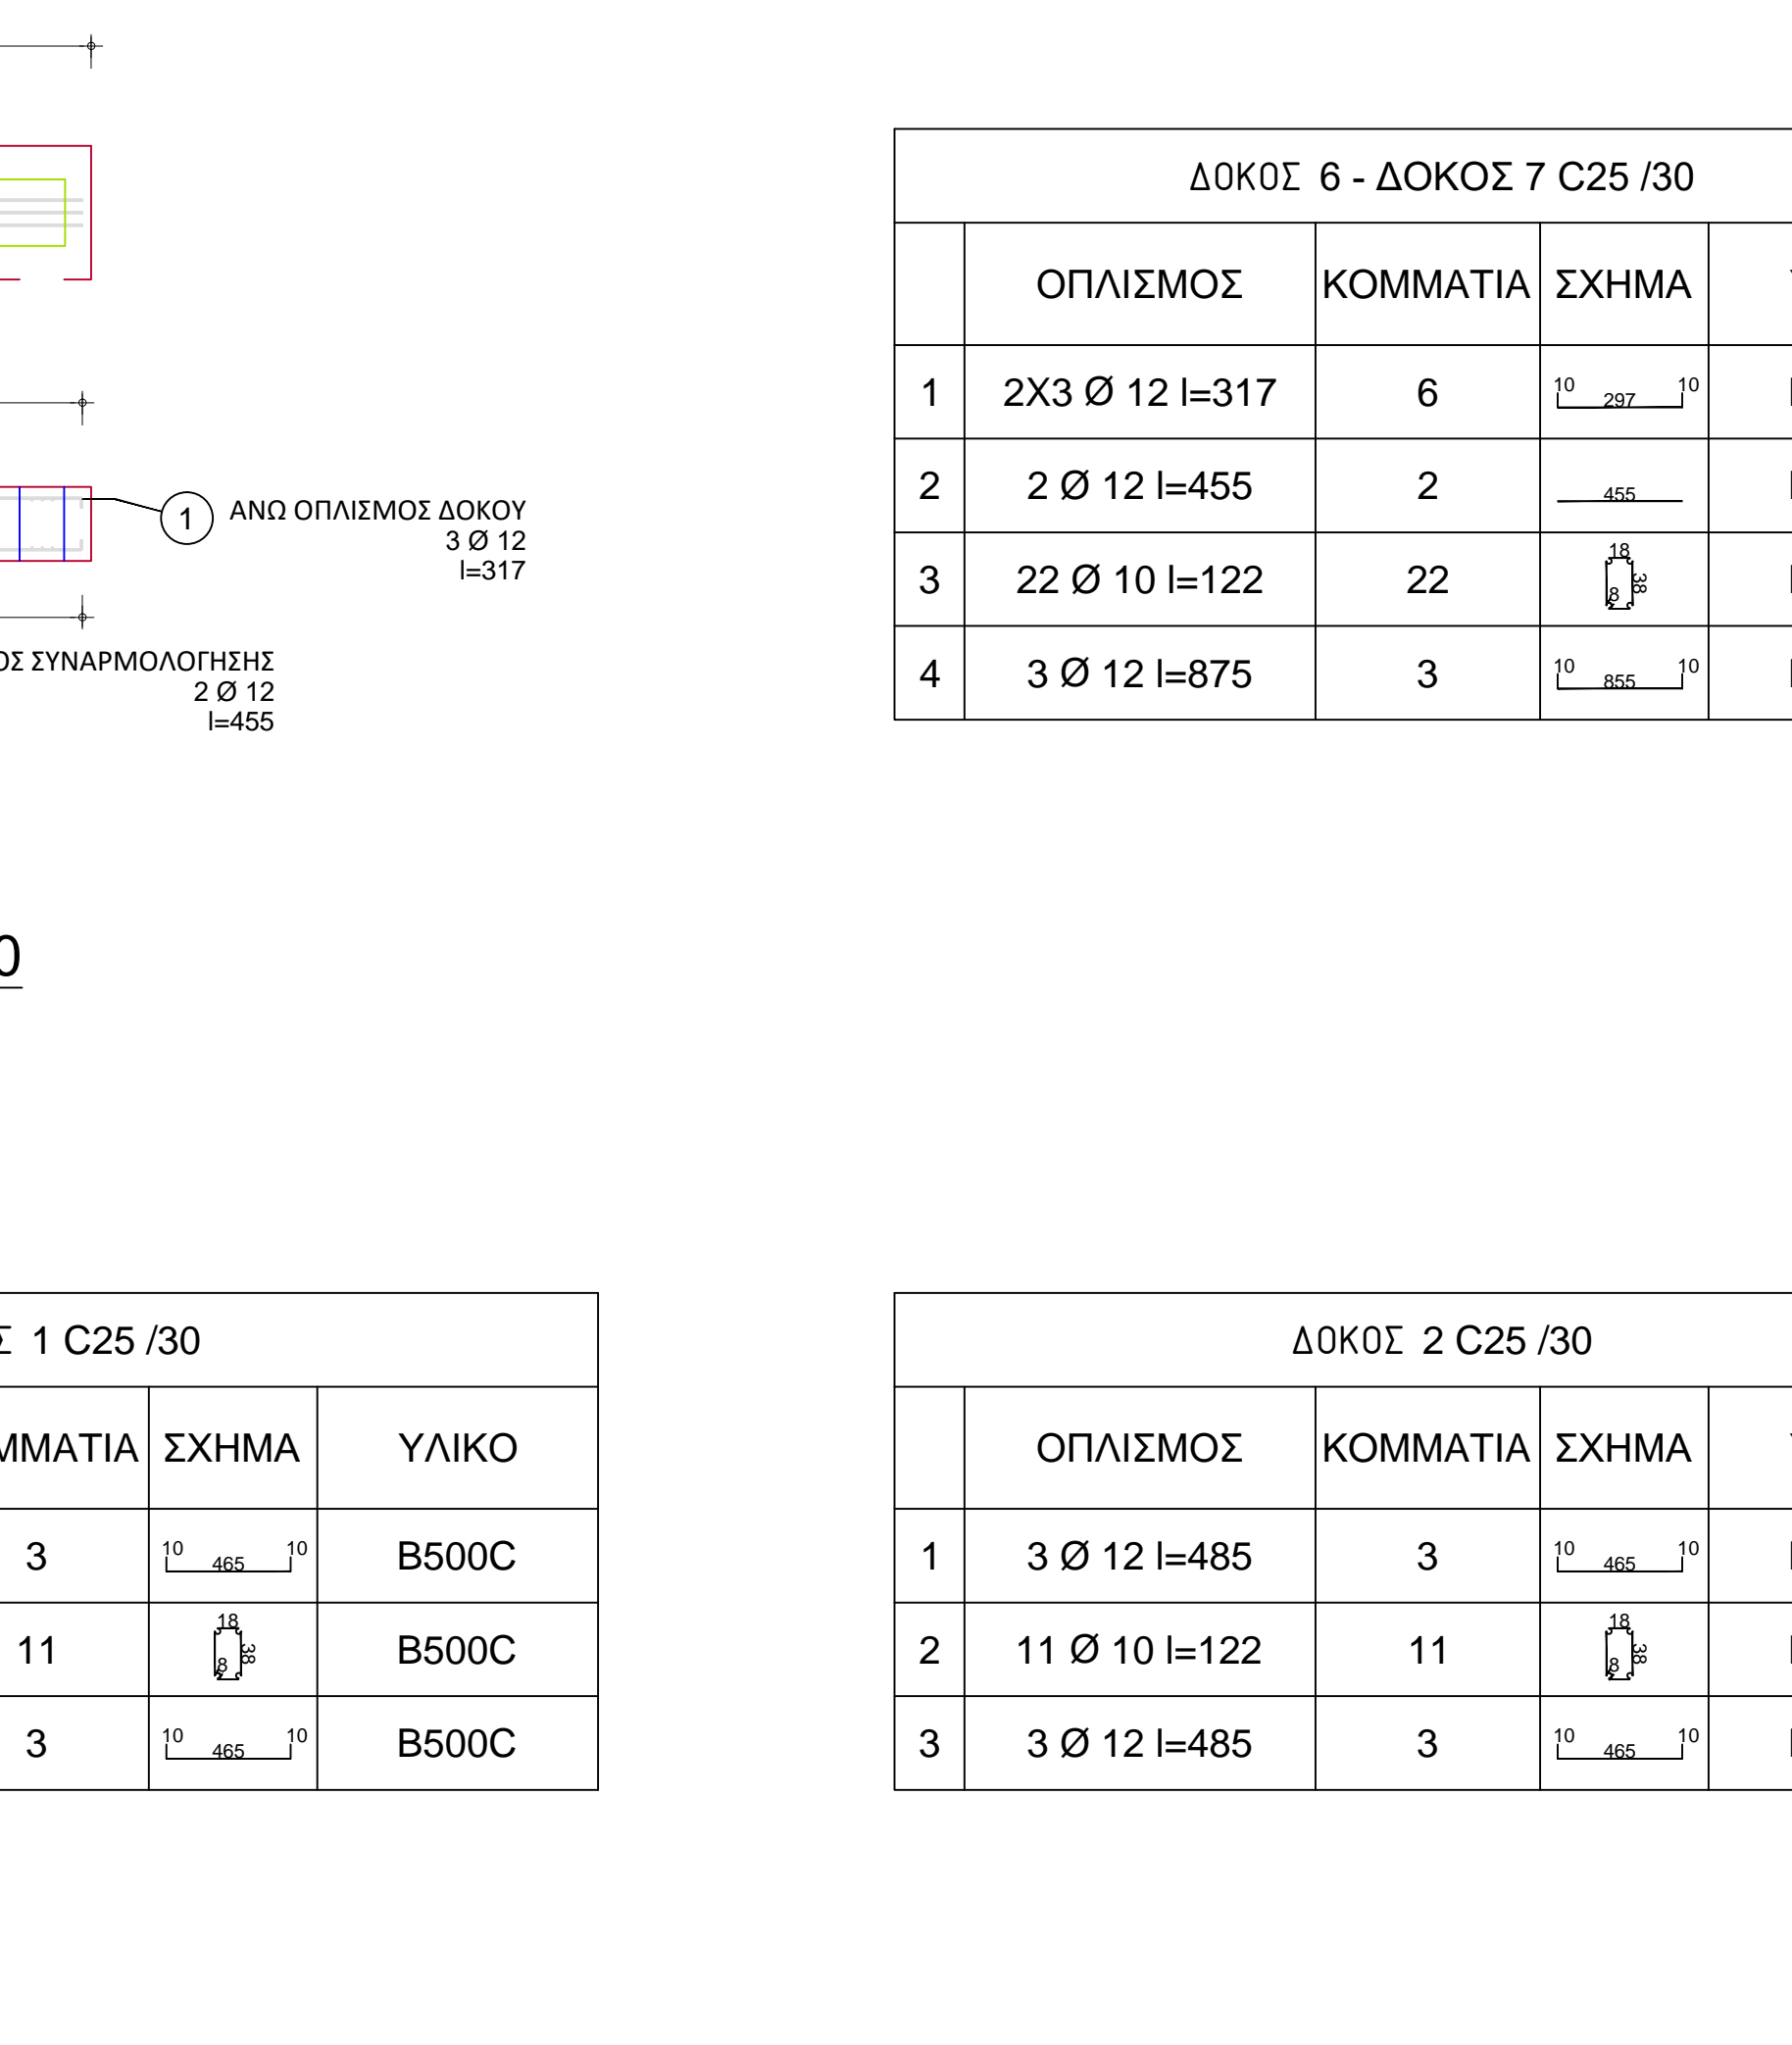 ΔΟΚΟΣ 6 - ΔΟΚΟΣ 7 C25 /30
ΟΠΛΙΣΜΟΣ ΚΟΜΜΑΤΙΑ ΣΧΗΜΑ
1 2X3 Ø 12 l=317 6 10 297 10
2 2 Ø 12 l=455 2 455
3 22 Ø 10 l=122 22 18 38 8
4 3 Ø 12 l=875 3 10 855 10
1 ΑΝΩ ΟΠΛΙΣΜΟΣ ΔΟΚΟΥ
3 Ø 12
l=317
ΟΣ ΣΥΝΑΡΜΟΛΟΓΗΣΗΣ
2 Ø 12
l=455
0
Σ 1 C25 /30
ΜΜΑΤΙΑ ΣΧΗΜΑ ΥΛΙΚΟ
3 10 465 10 B500C
11 18 38 8 B500C
3 10 465 10 B500C
ΔΟΚΟΣ 2 C25 /30
ΟΠΛΙΣΜΟΣ ΚΟΜΜΑΤΙΑ ΣΧΗΜΑ
1 3 Ø 12 l=485 3 10 465 10
2 11 Ø 10 l=122 11 18 38 8
3 3 Ø 12 l=485 3 10 465 10